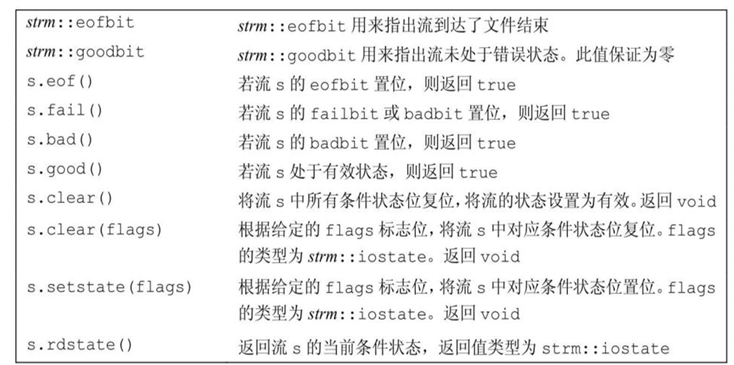 strm::eofbit strm::eofbit 用来指出流到达了文件结束
strm::goodbit strm::goodbit 用来指出流未处于错误状态。此值保证为零
s.eof() 若流 s 的 eofbit 置位，则返回 true
s.fail() 若流 s 的 failbit 或 badbit 置位，则返回 true
s.bad() 若流 s 的 badbit 置位，则返回 true
s.good() 若流 s 处于有效状态，则返回 true
s.clear() 将流 s 中所有条件状态位复位，将流的状态设置为有效。返回 void
s.clear(flags) 根据给定的 flags 标志位，将流 s 中对应条件状态位复位。flags
的类型为 strm::iostate。返回 void
s.setstate(flags) 根据给定的 flags 标志位，将流 s 中对应条件状态位置位。flags
的类型为 strm::iostate。返回 void
s.rdstate() 返回流 s 的当前条件状态，返回值类型为 strm::iostate